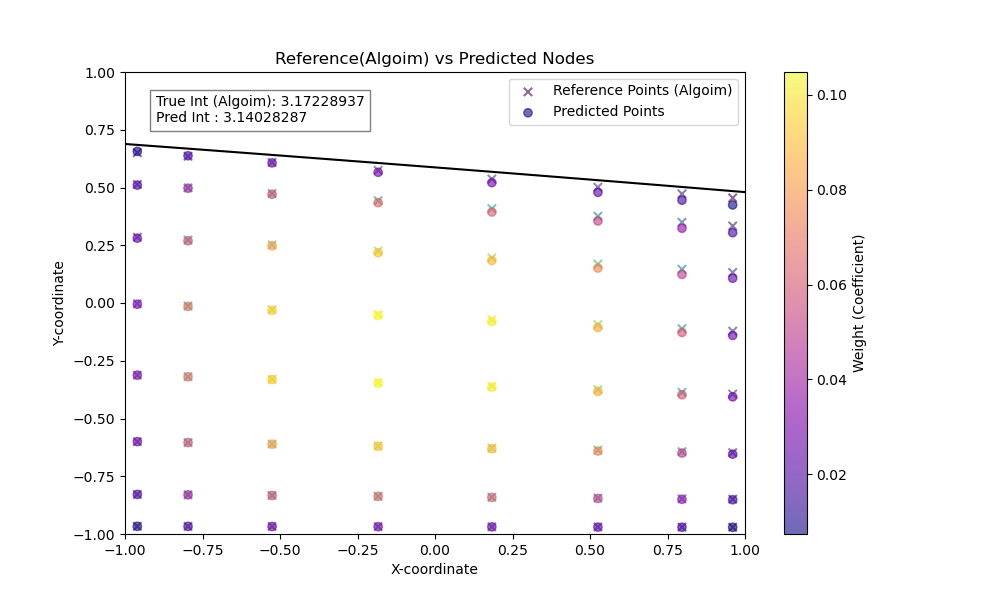 Reference(Algoim) vs Predicted Nodes
True Int (Algoim): 3.17228937
Pred Int : 3.14028287
Reference Points (Algoim)
Predicted Points
1.00
0.75
0.50
0.25
0.00
−0.25
−0.50
−0.75
−1.00
Y-coordinate
−1.00
−0.75
−0.50
−0.25
0.00
0.25
0.50
0.75
1.00
X-coordinate
0.10
0.08
0.06
0.04
0.02
Weight (Coefficient)